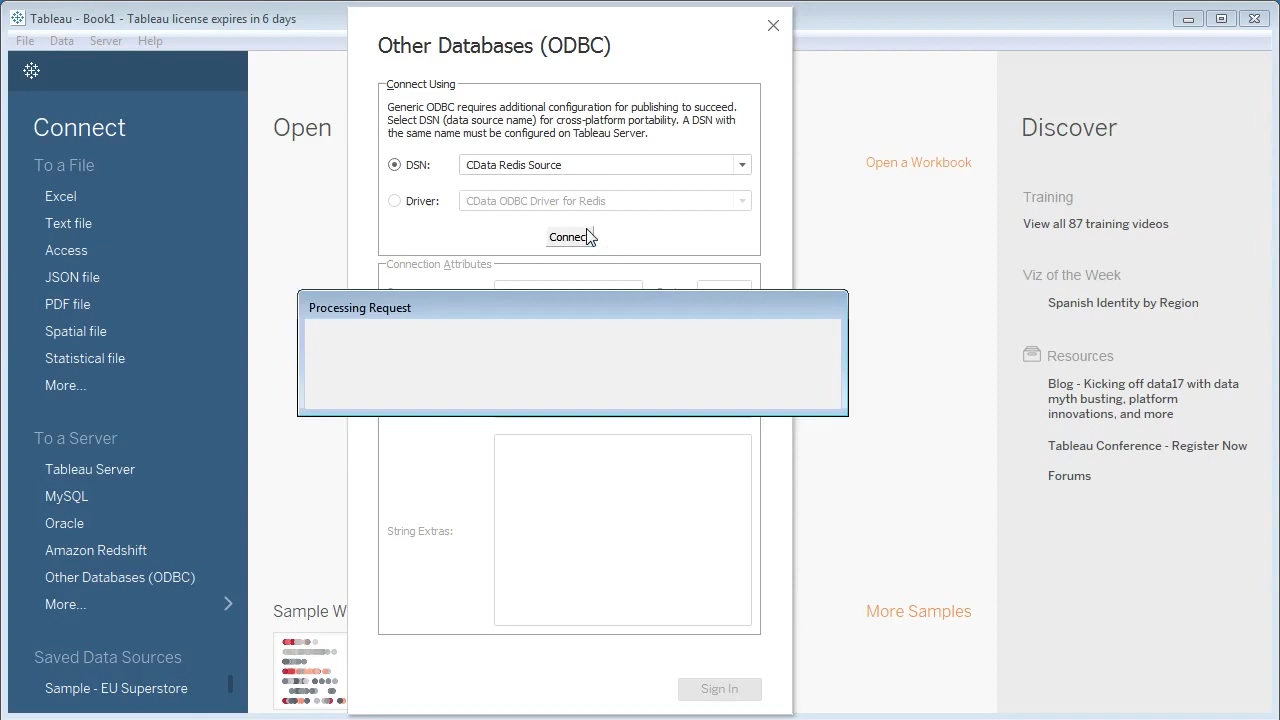 Tableau - Book1 - Tableau license expires in 6 days
File Data Server Help
Connect
To a File
Excel
Text file
Access
JSON file
PDF file
Spatial file
Statistical file
More...
To a Server
Tableau Server
MySQL
Oracle
Amazon Redshift
Other Databases (ODBC)
More...
Saved Data Sources
Sample - EU Superstore
Open
Open a Workbook
Sample W
More Samples
Other Databases (ODBC)
Connect Using
Generic ODBC requires additional configuration for publishing to succeed.
Select DSN (data source name) for cross-platform portability. A DSN with
the same name must be configured on Tableau Server.
DSN: CData Redis Source
Driver: CData ODBC Driver for Redis
Connect
Connection Attributes
Processing Request
String Extras:
Sign In
Discover
Training
View all 87 training videos
Viz of the Week
Spanish Identity by Region
Resources
Blog - Kicking off data17 with data
myth busting, platform
innovations, and more
Tableau Conference - Register Now
Forums